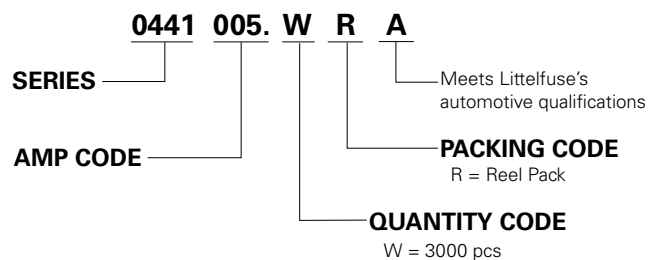 0441 005. W R A
SERIES
Meets Littelfuse's
automotive qualifications
AMP CODE
PACKING CODE
R = Reel Pack
QUANTITY CODE
W = 3000 pcs